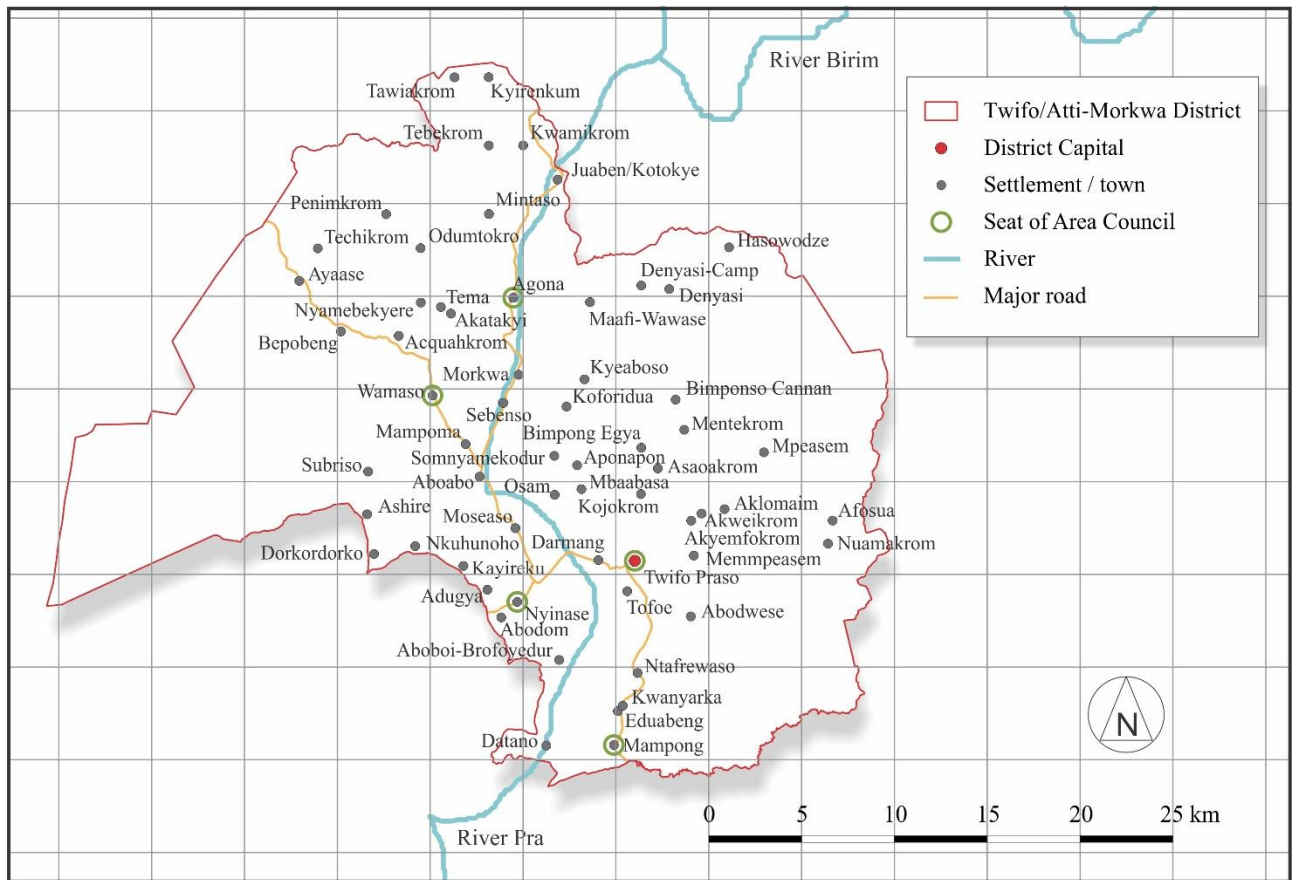 River Birim
Tawiakrom
Kyirenkum
Tebekrom
Kwamikrom
Juaben/Kotokye
Penimkrom
Mintaso
Techikrom
Odumtokro
Hasowodze
Ayaase
Agona
Denyasi-Camp
Denyasi
Nyamebekyere
Tema
Akatakyi
Maafi-Wawase
Bepobeng
Acquahkrom
Morkwa
Kyeaboso
Wamaso
Sebenso
Koforidua
Bimponso Cannan
Mampoma
Bimpong Egya
Mentekrom
Mpeasem
Subriso
Somnyamekodur
Aponapon
Asaoakrom
Aboabo
Osam
Mbaabasa
Kojokrom
Ashire
Moseaso
Aklomaim
Akweikrom
Afosua
Dorkordorko
Nkuhunoho
Darmang
Akyemfokrom
Memmpeasem
Nuamakrom
Kayireku
Twifo Praso
Adugya
Nyinase
Tofoe
Abodwese
Abodom
Aboboi-Brofoyedur
Ntafrewaso
Kwanyarka
Eduabeng
Datano
Mampong
River Pra
Twifo/Atti-Morkwa District
District Capital
Settlement / town
Seat of Area Council
River
Major road
N
0 5 10 15 20 25 km